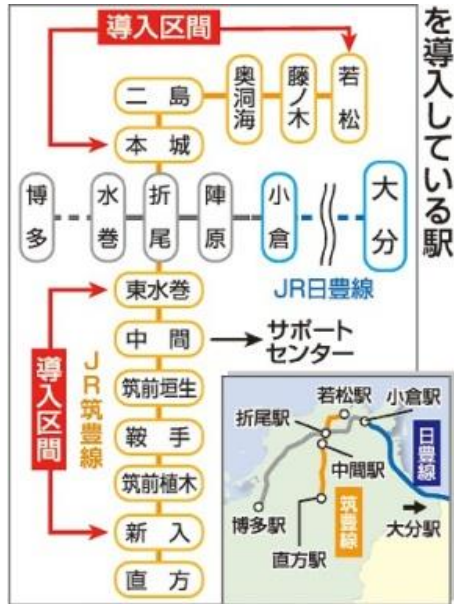 を導入している駅
導入区間
若松
藤ノ木
奥洞海
二島
本城
博多
水巻
折尾
陣原
小倉
大分
東水巻
JR日豊線
中間
サポート
センター
導入区間
JR筑豊線
筑前垣生
鞍手
筑前植木
新入
直方
若松駅
小倉駅
折尾駅
日豊線
中間駅
筑豊線
博多駅
大分駅
直方駅